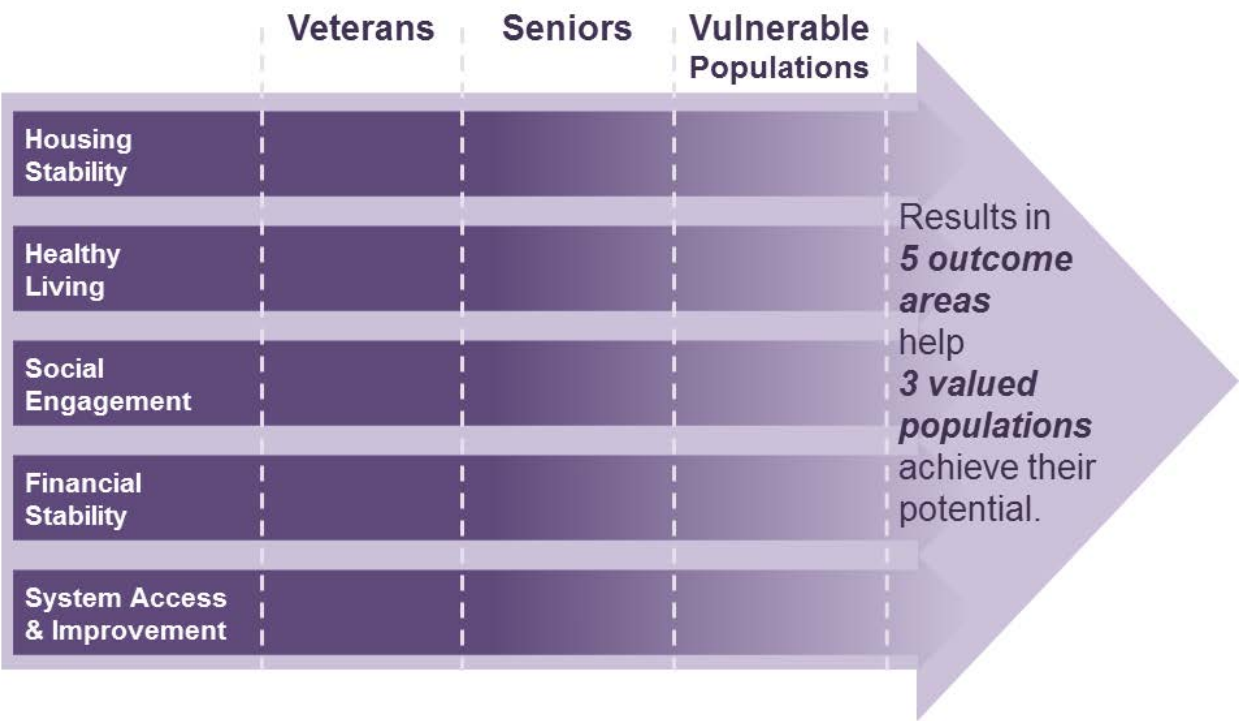 Veterans
Seniors
Vulnerable
Populations
Housing
Stability
Healthy
Living
Social
Engagement
Financial
Stability
System Access
& Improvement
Results in
5 outcome
areas
help
3 valued
populations
achieve their
potential.